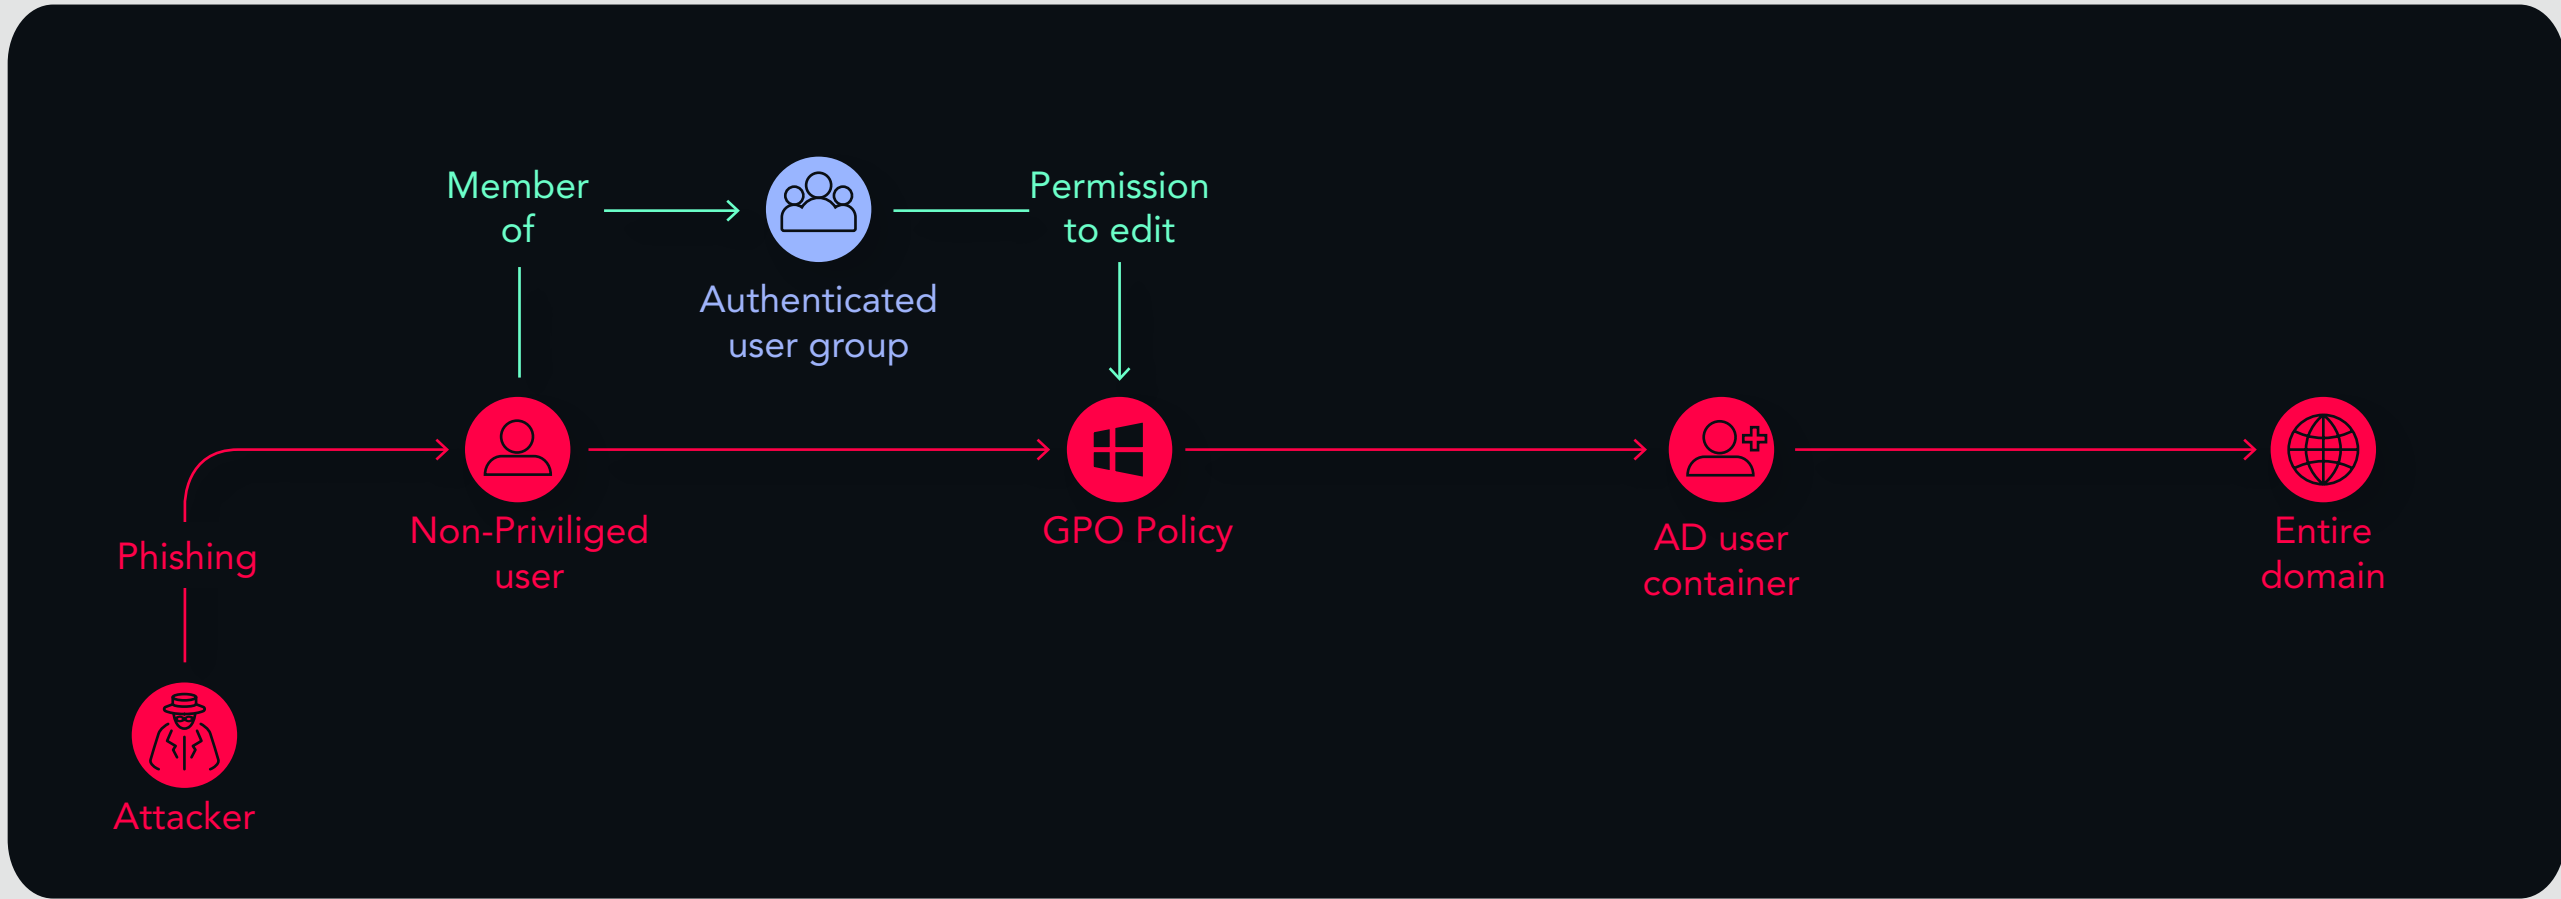 Member
of
Authenticated
user group
Permission
to edit
Phishing
Attacker
Non-Priviliged
user
GPO Policy
AD user
container
Entire
domain